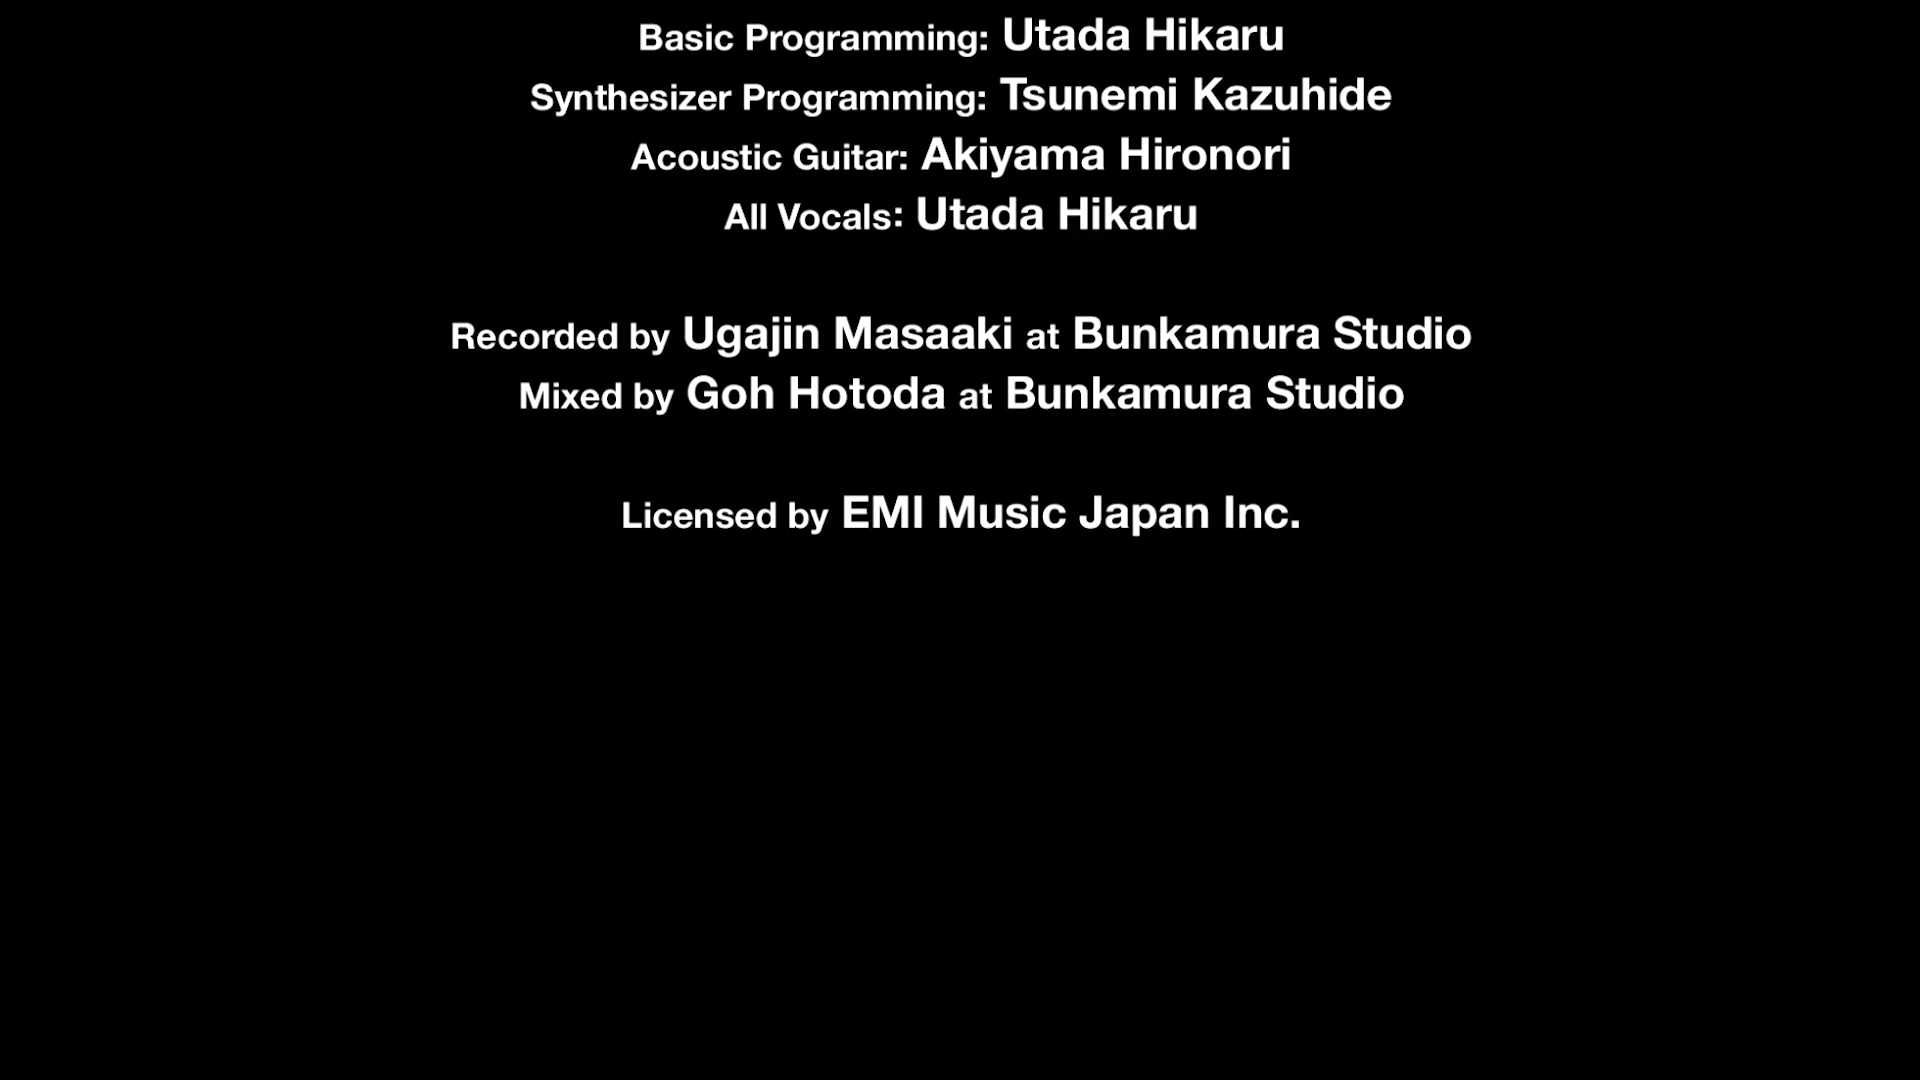 Basic Programming: Utada Hikaru
Synthesizer Programming: Tsunemi Kazuhide
Acoustic Guitar: Akiyama Hironori
All Vocals: Utada Hikaru
Recorded by Ugajin Masaaki at Bunkamura Studio
Mixed by Goh Hotoda at Bunkamura Studio
Licensed by EMI Music Japan Inc.